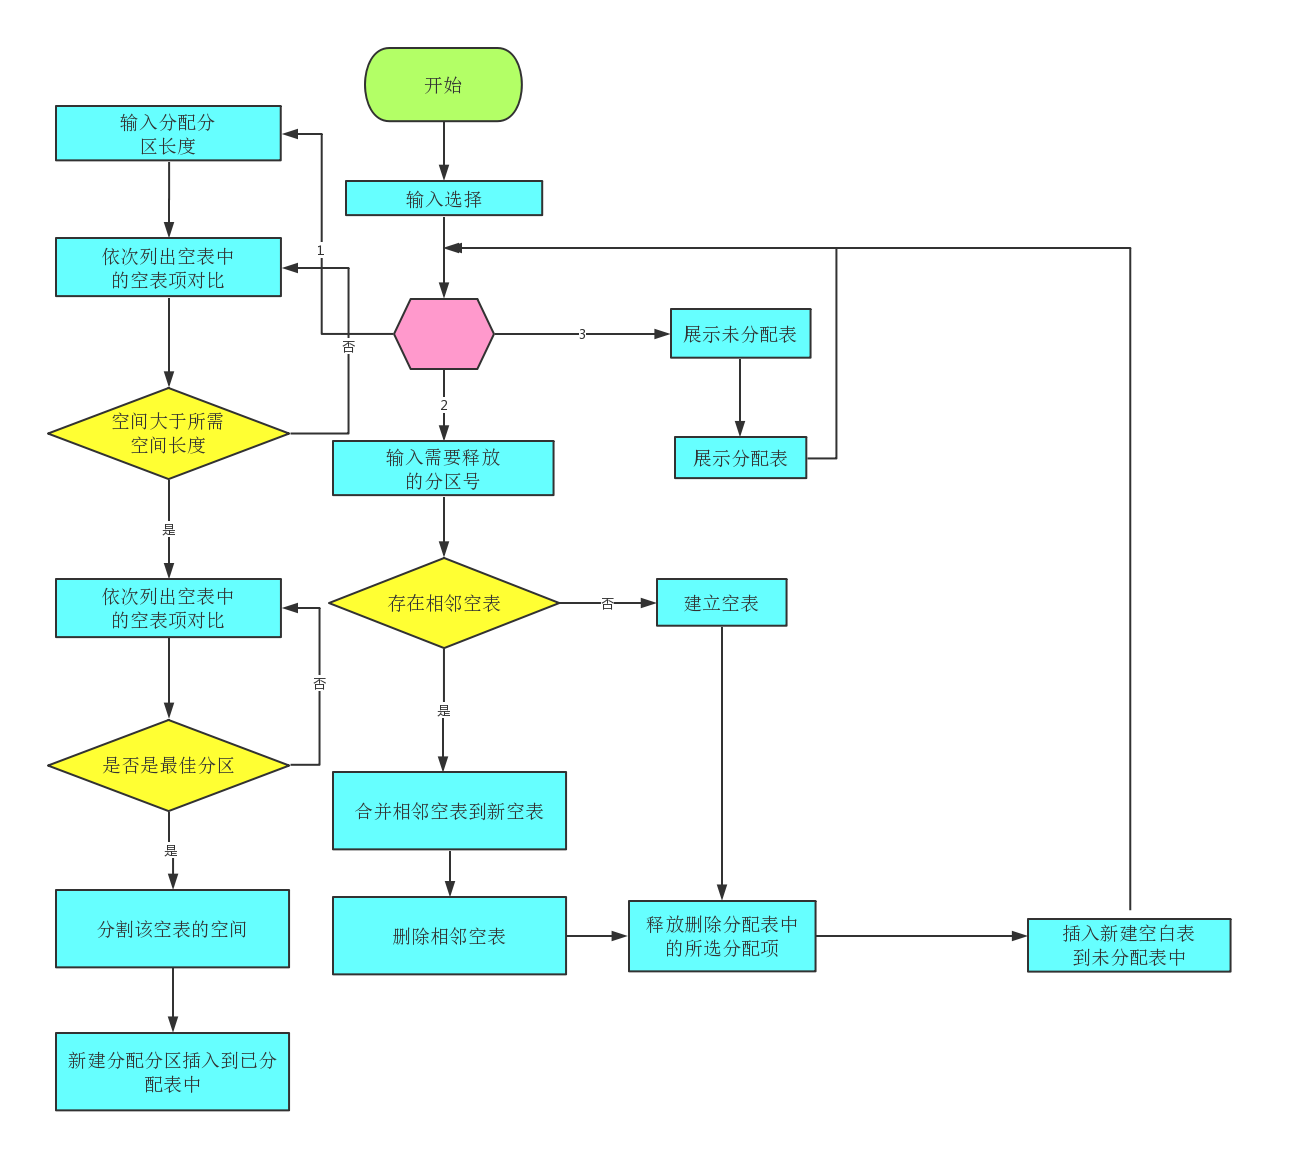 开始
输入选择
1
2
3
输入分配分
区长度
依次列出空表中
的空表项对比
空间大于所需
空间长度
否
是
依次列出空表中
的空表项对比
是否是最佳分区
否
是
分割该空表的空间
新建分配分区插入到已分
配表中
输入需要释放
的分区号
存在相邻空表
否
建立空表
是
合并相邻空表到新空表
删除相邻空表
释放删除分配表中
的所选分配项
插入新建空白表
到未分配表中
展示未分配表
展示分配表